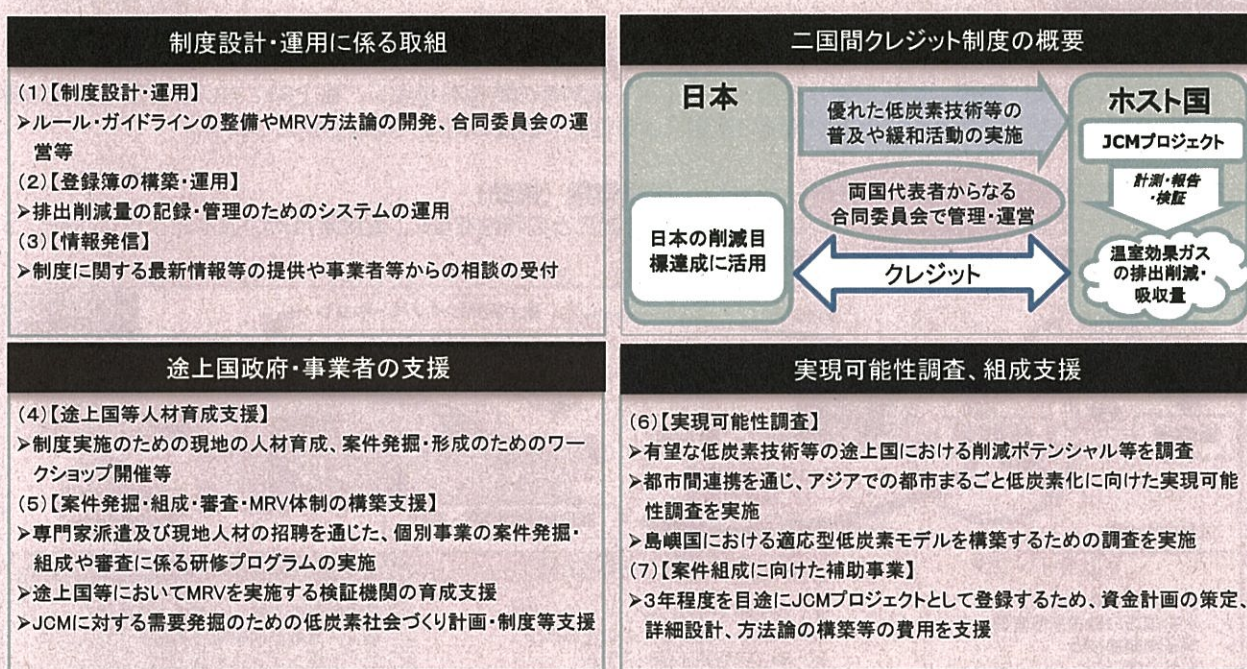 制度設計・運用に係る取組
(1)【制度設計・運用】
➢ルール・ガイドラインの整備やMRV方法論の開発、合同委員会の運
営等
(2)【登録簿の構築・運用】
➢排出削減量の記録・管理のためのシステムの運用
(3)【情報発信】
➢制度に関する最新情報等の提供や事業者等からの相談の受付
二国間クレジット制度の概要
日本
優れた低炭素技術等の
普及や緩和活動の実施
ホスト国
JCMプロジェクト
計測・報告
・検証
両国代表者からなる
合同委員会で管理・運営
日本の削減目
標達成に活用
クレジット
温室効果ガス
の排出削減・
吸収量
途上国政府・事業者の支援
(4)【途上国等人材育成支援】
➢制度実施のための現地の人材育成、案件発掘・形成のためのワー
クショップ開催等
(5)【案件発掘・組成・審査・MRV体制の構築支援】
➢専門家派遣及び現地人材の招聘を通じた、個別事業の案件発掘・
組成や審査に係る研修プログラムの実施
➢途上国等においてMRVを実施する検証機関の育成支援
➢JCMに対する需要発掘のための低炭素社会づくり計画・制度等支援
実現可能性調査、組成支援
(6)【実現可能性調査】
➢有望な低炭素技術等の途上国における削減ポテンシャル等を調査
➢都市間連携を通じ、アジアでの都市まるごと低炭素化に向けた実現可能
性調査を実施
➢島嶼国における適応型低炭素モデルを構築するための調査を実施
(7)【案件組成に向けた補助事業】
➢3年程度を目途にJCMプロジェクトとして登録するため、資金計画の策定、
詳細設計、方法論の構築等の費用を支援